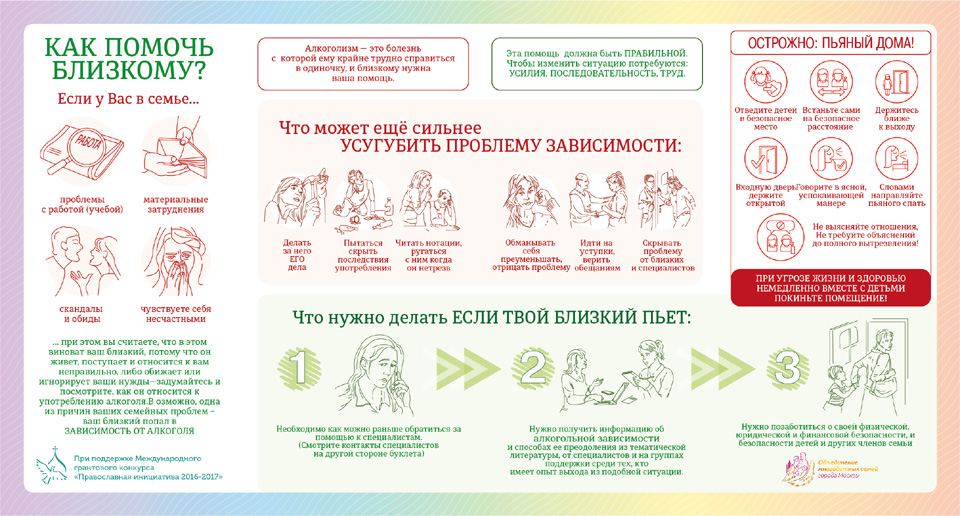 КАК ПОМОЧЬ
БЛИЗКОМУ?
Если у Вас в семье...
РАБОТА
проблемы
с работой (учебой)
материальные
затруднения
скандалы
и обиды
чувствуете себя
несчастными
... при этом вы считаете, что в этом
виноват ваш близкий, потому что он
живет, поступает и относится к вам
неправильно, либо обижает или
игнорирует ваши нужды—задумайтесь и
посмотрите, как он относится к
употреблению алкоголя.В озможно, одна
из причин ваших семейных проблем –
ваш близкий попал в
ЗАВИСИМОСТЬ ОТ АЛКОГОЛЯ
При поддержке Международного
грантового конкурса
«Православная инициатива 2016-2017»
Алкоголизм — это болезнь
с которой ему крайне трудно справиться
в одиночку, и близкому нужна
ваша помощь.
Эта помощь должна быть ПРАВИЛЬНОЙ.
Чтобы изменить ситуацию потребуются:
УСИЛИЯ, ПОСЛЕДОВАТЕЛЬНОСТЬ, ТРУД.
Что может ещё сильнее
УСУГУБИТЬ ПРОБЛЕМУ ЗАВИСИМОСТИ:
Делать
за него
ЕГО
дела
Пытаться
скрыть
последствия
употребления
Читать нотации,
ругаться
с ним когда
он нетрезв
Обманывать
себя
преуменьшать,
отрицать проблему
Идти на
уступки,
верить
обещаниям
Скрывать
проблему
от близких
и специалистов
Что нужно делать ЕСЛИ ТВОЙ БЛИЗКИЙ ПЬЕТ:
1
Необходимо как можно раньше обратиться за
помощью к специалистам.
(Смотрите контакты специалистов
на другой стороне буклета)
2
Нужно получить информацию об
алкогольной зависимости
и способах ее преодоления из тематической
литературы, от специалистов и на группах
поддержки среди тех, кто
имеет опыт выхода из подобной ситуации.
3
Нужно позаботиться о своей физической,
юридической и финансовой безопасности, и
безопасности детей и других членов семьи
Объединение
многодетных семей
города Москвы
ОСТРОЖНО: ПЬЯНЫЙ ДОМА!
Отведите детей
в безопасное
место
Встаньте сами
на безопасное
расстояние
Держитесь
ближе
к выходу
Входную дверь
держите
открытой
Говорите в ясной,
успокаивающей
манере
Словами
направляйте
пьяного спать
Не выясняйте отношения,
Не требуйте объяснений
до полного вытрезвления!
ПРИ УГРОЗЕ ЖИЗНИ И ЗДОРОВЬЮ
НЕМЕДЛЕННО ВМЕСТЕ С ДЕТЬМИ
ПОКИНЬТЕ ПОМЕЩЕНИЕ!